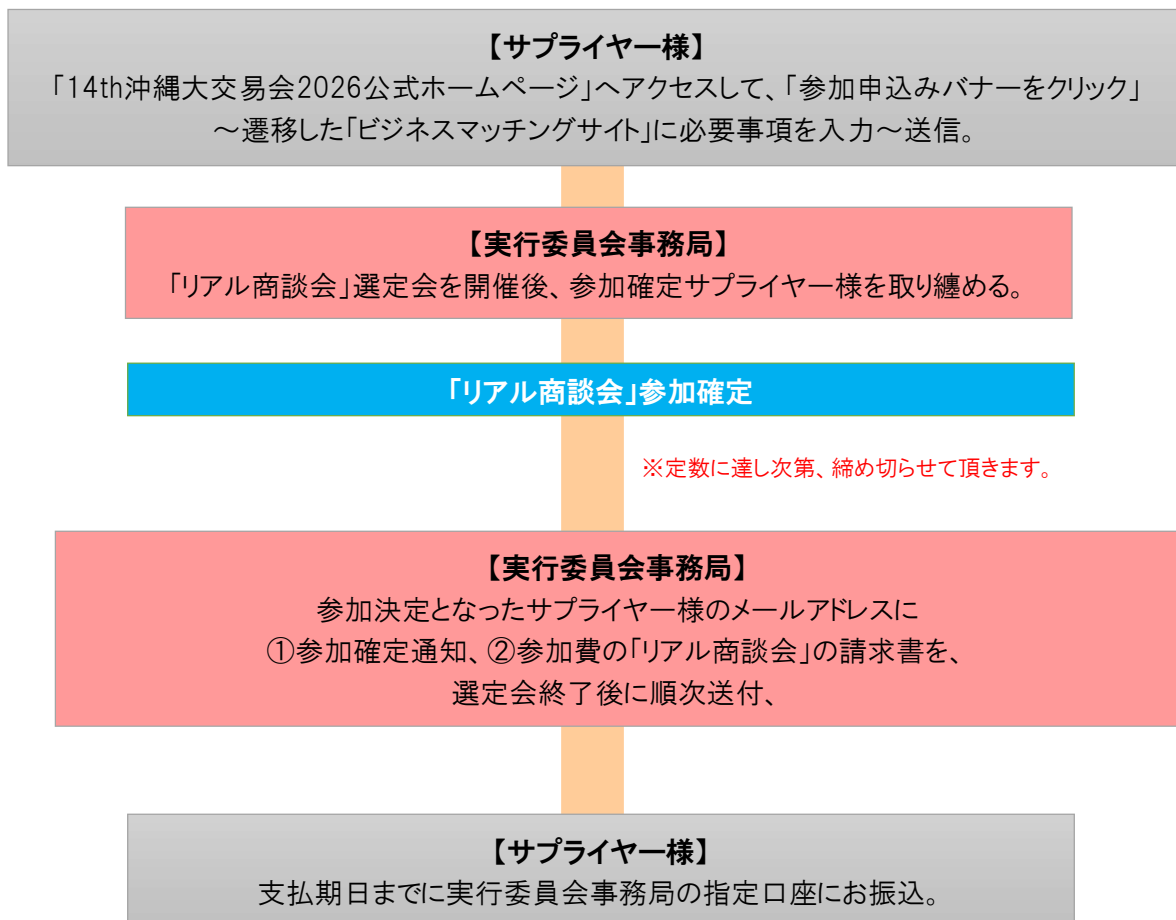 【サプライヤー様】
「14th沖縄大交易会2026公式ホームページ」へアクセスして、「参加申込みバナーをクリック」
～遷移した「ビジネスマッチングサイト」に必要事項を入力～送信。
【実行委員会事務局】
「リアル商談会」選定会を開催後、参加確定サプライヤー様を取り纏める。
「リアル商談会」参加確定
※定数に達し次第、締め切らせて頂きます。
【実行委員会事務局】
参加決定となったサプライヤー様のメールアドレスに
①参加確定通知、②参加費の「リアル商談会」の請求書を、
選定会終了後に順次送付、
【サプライヤー様】
支払期日までに実行委員会事務局の指定口座にお振込。